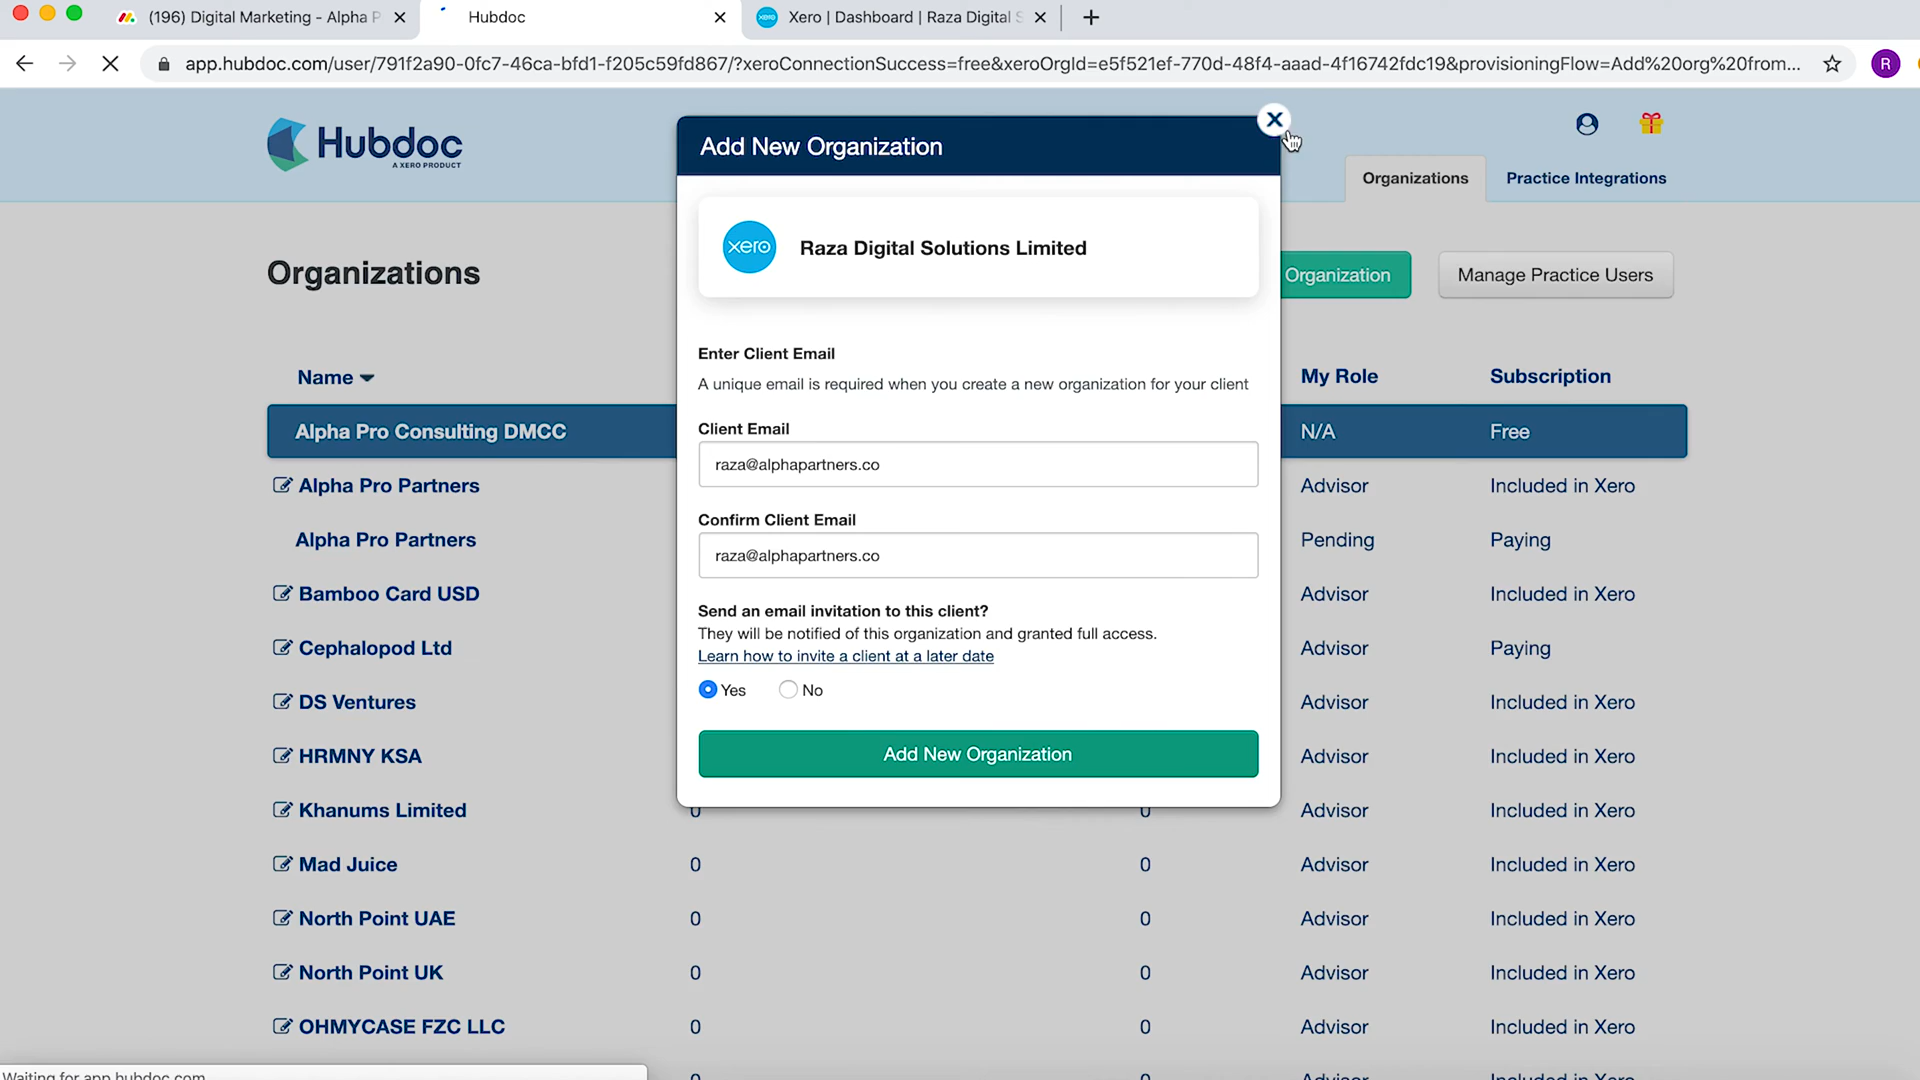 (196) Digital Marketing - Alpha P
Hubdoc
xero
Xero | Dashboard | Raza Digital S
app.hubdoc.com/user/791f2a90-0fc7-46ca-bfd1-f205c59fd867/?xeroConnectionSuccess=free&xeroOrgId=e5f521ef-770d-48f4-aaad-4f16742fdc19&provisioningFlow=Add%20org%20from...
R
Hubdoc
A XERO PRODUCT
Organizations
Practice Integrations
Organizations
Organization
Manage Practice Users
Add New Organization
xero
Raza Digital Solutions Limited
Enter Client Email
A unique email is required when you create a new organization for your client
Client Email
raza@alphapartners.co
Confirm Client Email
raza@alphapartners.co
Send an email invitation to this client?
They will be notified of this organization and granted full access.
Learn how to invite a client at a later date
Yes No
Add New Organization
Name My Role Subscription
Alpha Pro Consulting DMCC N/A Free
Alpha Pro Partners Advisor Included in Xero
Alpha Pro Partners Pending Paying
Bamboo Card USD Advisor Included in Xero
Cephalopod Ltd Advisor Paying
DS Ventures Advisor Included in Xero
HRMNY KSA Advisor Included in Xero
Khanums Limited 0 0 Advisor Included in Xero
Mad Juice 0 0 Advisor Included in Xero
North Point UAE 0 0 Advisor Included in Xero
North Point UK 0 0 Advisor Included in Xero
OHMYCASE FZC LLC 0 0 Advisor Included in Xero
0 0 Advisor Included in Xero
Waiting for app.hubdoc.com